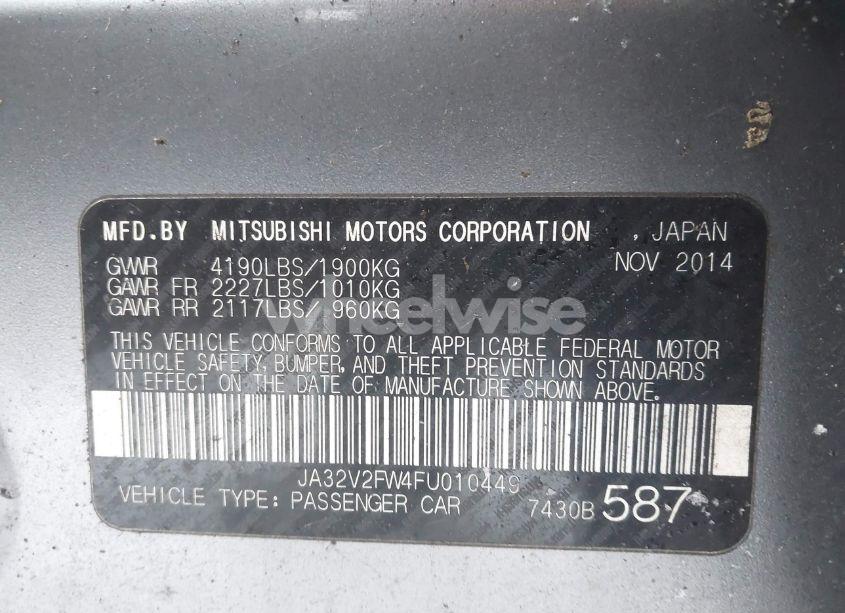 MFD.BY MITSUBISHI MOTORS CORPORATION , JAPAN
GVWR 4190LBS/1900KG NOV 2014
GAWR FR 2227LBS/1010KG
GAWR RR 2117LBS/ 960KG
wheelwise
THIS VEHICLE CONFORMS TO ALL APPLICABLE FEDERAL MOTOR
VEHICLE SAFETY, BUMPER, AND THEFT PREVENTION STANDARDS
IN EFFECT ON THE DATE OF MANUFACTURE SHOWN ABOVE.
JA32V2FW4FU010449
VEHICLE TYPE: PASSENGER CAR 7430B 587